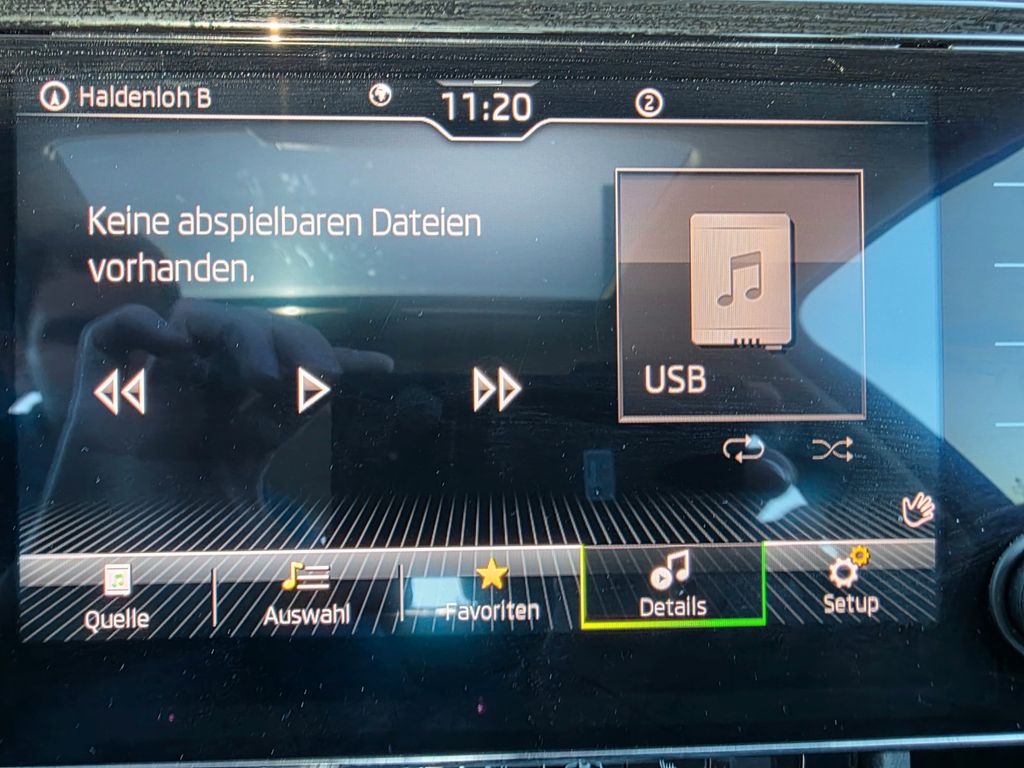 Haldenloh B
11:20
2
Keine abspielbaren Dateien
vorhanden.
USB
Quelle
Auswahl
Favoriten
Details
Setup